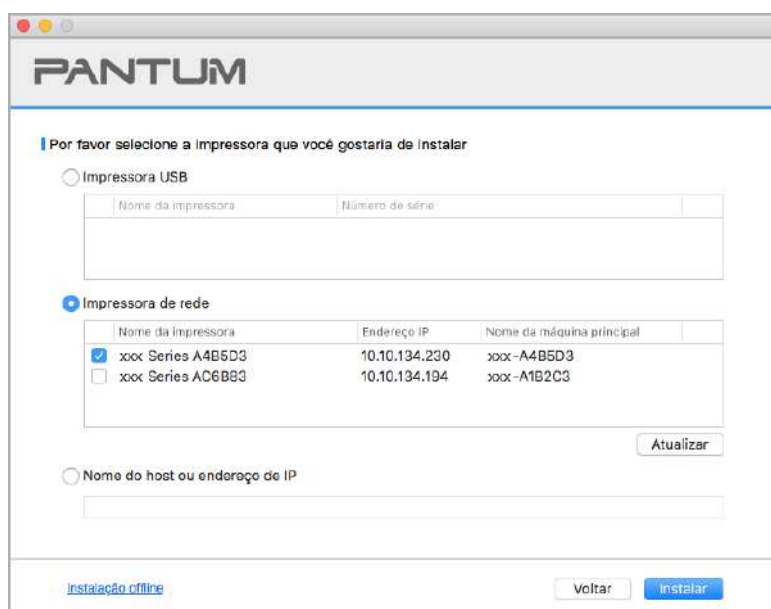 PANTUM
Por favor selecione a impressora que você gostaria de instalar
Impressora USB
Nome da impressora Número de série
Impressora de rede
Nome da impressora Endereço IP Nome da máquina principal
xxx Series A4B5D3 10.10.134.230 xxx-A4B5D3
xxx Series AC6B83 10.10.134.194 xxx-A1B2C3
Atualizar
Nome do host ou endereço de IP
Instalação offline Voltar Instalar